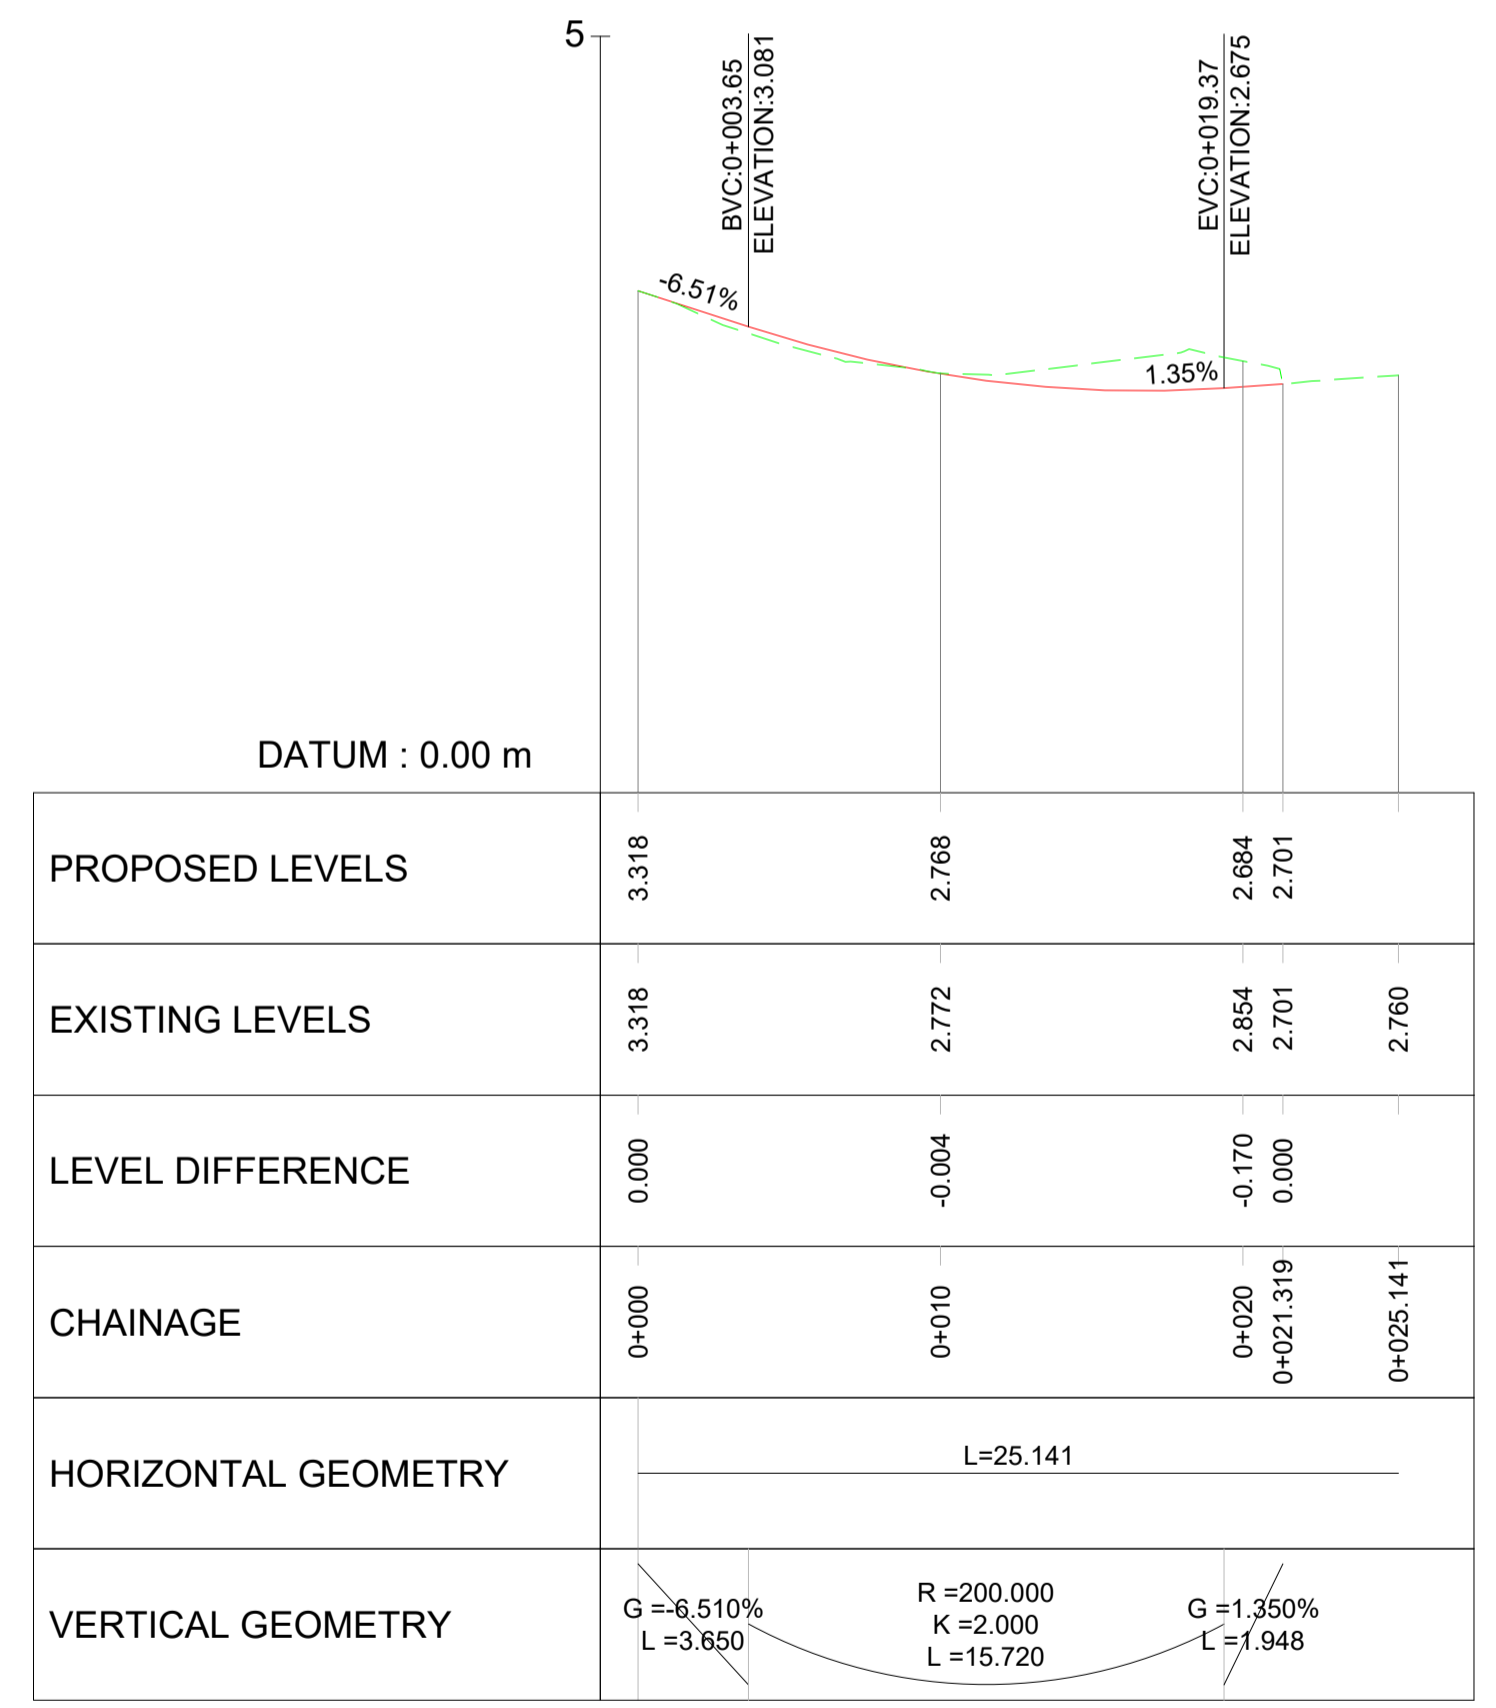 5
BVC:0+003.65
ELEVATION:3.081
EVC:0+019.37
ELEVATION:2.675
-6.51%
1.35%
DATUM : 0.00 m
PROPOSED LEVELS
3.318
2.768
2.684
2.701
EXISTING LEVELS
3.318
2.772
2.854
2.701
2.760
LEVEL DIFFERENCE
0.000
-0.004
-0.170
0.000
CHAINAGE
0+000
0+010
0+020
0+021.319
0+025.141
HORIZONTAL GEOMETRY
L=25.141
VERTICAL GEOMETRY
G =-6.510%
L =3.650
R =200.000
K =2.000
L =15.720
G =1.350%
L =1.948